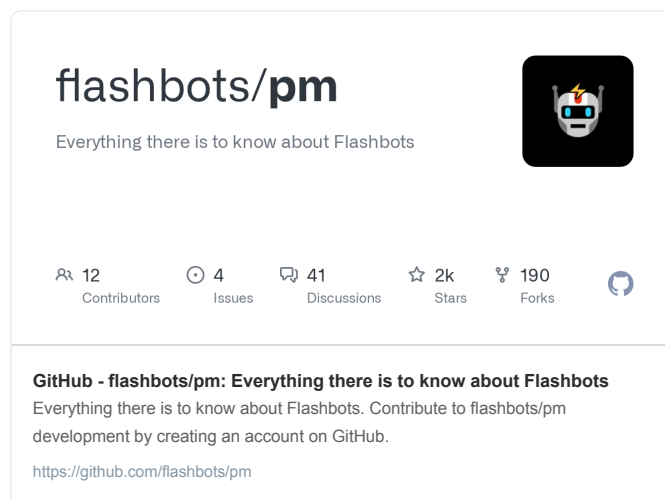 flashbots/pm
Everything there is to know about Flashbots
12 4 41 2k 190
Contributors Issues Discussions Stars Forks
GitHub - flashbots/pm: Everything there is to know about Flashbots
Everything there is to know about Flashbots. Contribute to flashbots/pm
development by creating an account on GitHub.
https://github.com/flashbots/pm